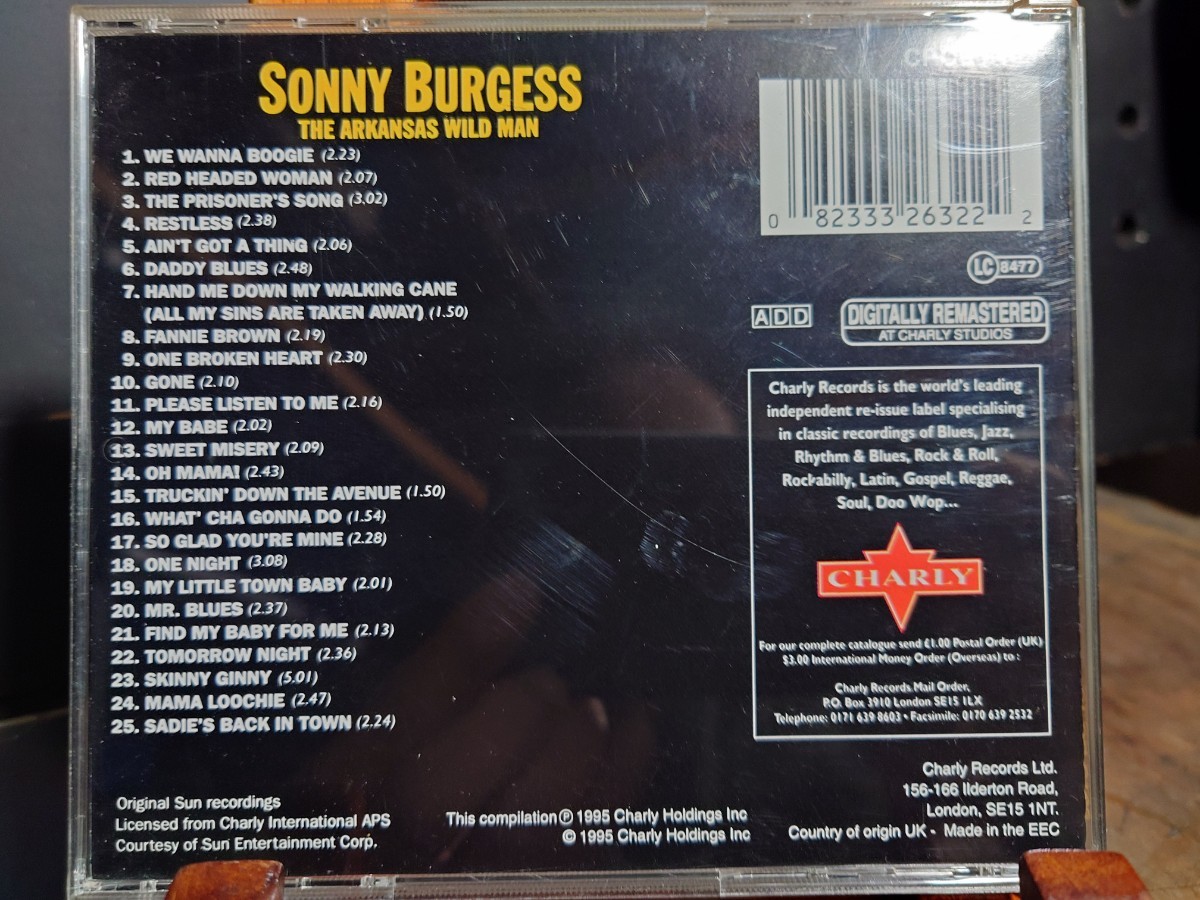 SONNY BURGESS
THE ARKANSAS WILD MAN
1. WE WANNA BOOGIE (2.23)
2. RED HEADED WOMAN (2.07)
3. THE PRISONER'S SONG (3.02)
4. RESTLESS (2.38)
5. AIN'T GOT A THING (2.06)
6. DADDY BLUES (2.48)
7. HAND ME DOWN MY WALKING CANE
(ALL MY SINS ARE TAKEN AWAY) (1.50)
8. FANNIE BROWN (2.19)
9. ONE BROKEN HEART (2.30)
10. GONE (2.10)
11. PLEASE LISTEN TO ME (2.16)
12. MY BABE (2.02)
13. SWEET MISERY (2.09)
14. OH MAMA! (2.43)
15. TRUCKIN' DOWN THE AVENUE (1.50)
16. WHAT' CHA GONNA DO (1.54)
17. SO GLAD YOU'RE MINE (2.28)
18. ONE NIGHT (3.08)
19. MY LITTLE TOWN BABY (2.01)
20. MR. BLUES (2.37)
21. FIND MY BABY FOR ME (2.13)
22. TOMORROW NIGHT (2.36)
23. SKINNY GINNY (5.01)
24. MAMA LOOCHIE (2.47)
25. SADIE'S BACK IN TOWN (2.24)
Original Sun recordings
Licensed from Charly International APS
Courtesy of Sun Entertainment Corp.
This compilation ℗ 1995 Charly Holdings Inc
© 1995 Charly Holdings Inc
0 82333 26322 2
LC 8477
ADD
DIGITALLY REMASTERED
AT CHARLY STUDIOS
Charly Records is the world's leading
independent re-issue label specialising
in classic recordings of Blues, Jazz,
Rhythm & Blues, Rock & Roll,
Rockabilly, Latin, Gospel, Reggae,
Soul, Doo Wop...
CHARLY
For our complete catalogue send £1.00 Postal Order (UK)
$3.00 International Money Order (Overseas) to :
Charly Records Mail Order,
P.O. Box 3910 London SE15 1LX
Telephone: 0171 639 8603 • Facsimile: 0170 639 2532
Charly Records Ltd.
156-166 Ilderton Road,
London, SE15 1NT.
Country of origin UK - Made in the EEC